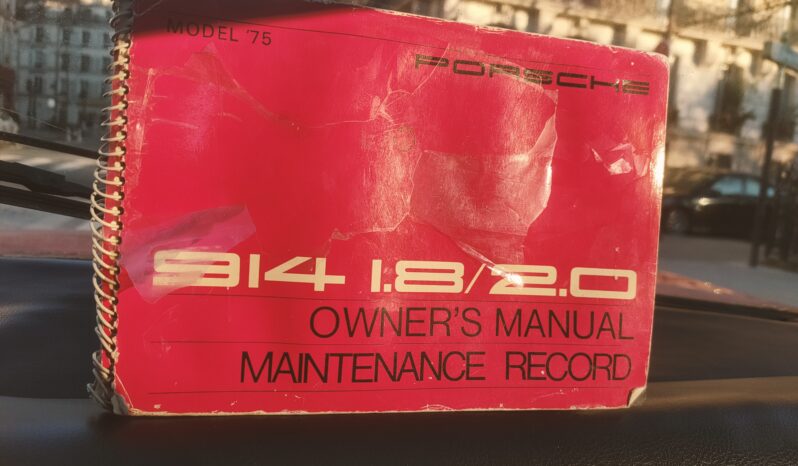 MODEL '75
PORSCHE
914 1.8/2.0
OWNER'S MANUAL
MAINTENANCE RECORD